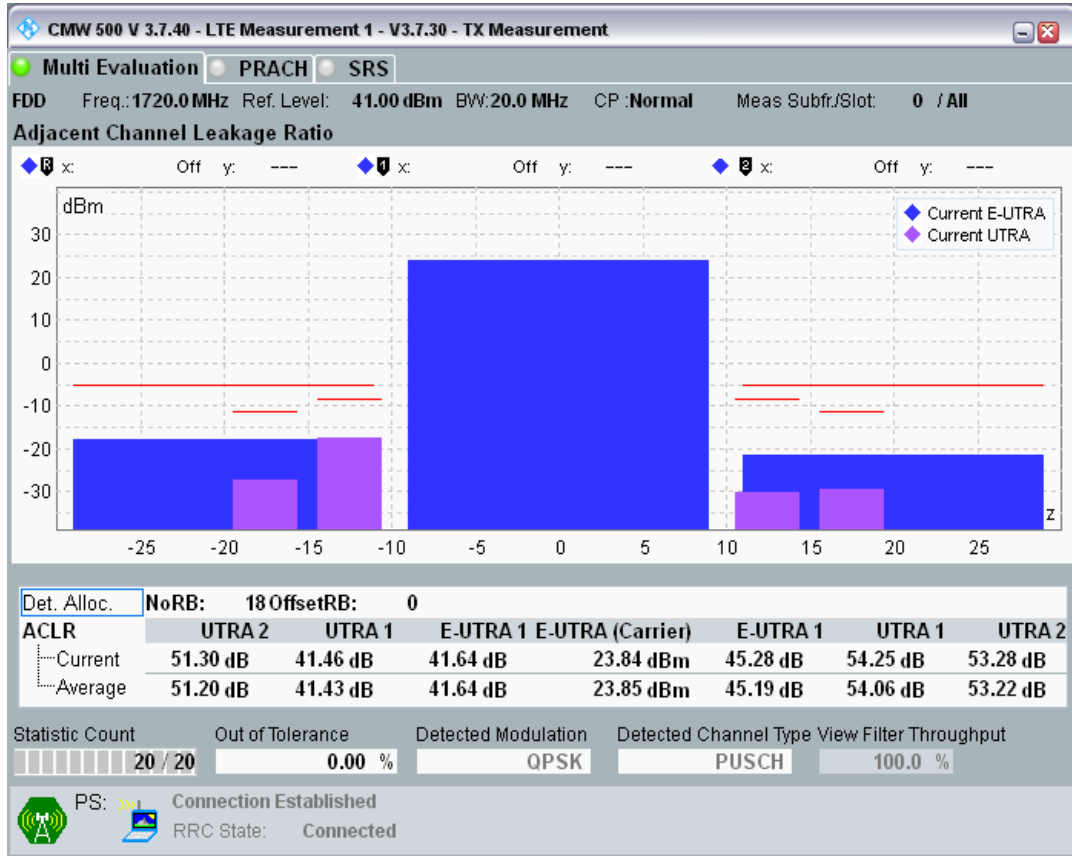 CMW 500 V 3.7.40 - LTE Measurement 1 - V3.7.30 - TX Measurement
Multi Evaluation PRACH SRS
FDD Freq.: 1720.0 MHz Ref. Level: 41.00 dBm BW: 20.0 MHz CP : Normal Meas Subfr./Slot: 0 / All
Adjacent Channel Leakage Ratio
R x: Off y: --- 1 x: Off y: --- 2 x: Off y: ---
dBm
Current E-UTRA
Current UTRA
30
20
10
0
-10
-20
-30
z
-25 -20 -15 -10 -5 0 5 10 15 20 25
Det. Alloc. NoRB: 18 OffsetRB: 0
ACLR UTRA 2 UTRA 1 E-UTRA 1 E-UTRA (Carrier) E-UTRA 1 UTRA 1 UTRA 2
Current 51.30 dB 41.46 dB 41.64 dB 23.84 dBm 45.28 dB 54.25 dB 53.28 dB
Average 51.20 dB 41.43 dB 41.64 dB 23.85 dBm 45.19 dB 54.06 dB 53.22 dB
Statistic Count Out of Tolerance Detected Modulation Detected Channel Type View Filter Throughput
20 / 20 0.00 % QPSK PUSCH 100.0 %
PS: Connection Established
RRC State: Connected